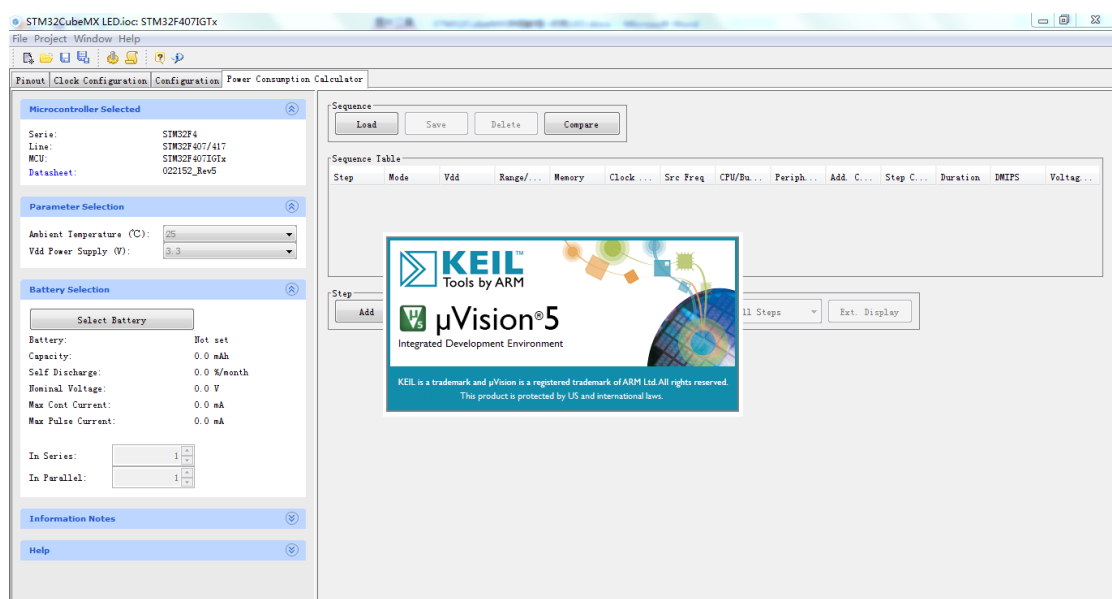 STM32CubeMX LED.ioc: STM32F407IGTx
File Project Window Help
Pinout Clock Configuration Configuration Power Consumption Calculator
Microcontroller Selected
Serie: STM32F4
Line: STM32F407/417
MCU: STM32F407IGTx
Datasheet: 022152_Rev5
Parameter Selection
Ambient Temperature (℃): 25
Vdd Power Supply (V): 3.3
Battery Selection
Select Battery
Battery: Not set
Capacity: 0.0 mAh
Self Discharge: 0.0 %/month
Nominal Voltage: 0.0 V
Max Cont Current: 0.0 mA
Max Pulse Current: 0.0 mA
In Series: 1
In Parallel: 1
Information Notes
Help
Sequence
Load Save Delete Compare
Sequence Table
Step Mode Vdd Range/... Memory Clock ... Src Freq CPU/Bu... Periph... Add. C... Step C... Duration DMIPS Voltag...
Step
Add ll Steps Ext. Display
KEIL™
Tools by ARM
µVision®5
Integrated Development Environment
KEIL is a trademark and µVision is a registered trademark of ARM Ltd. All rights reserved.
This product is protected by US and international laws.